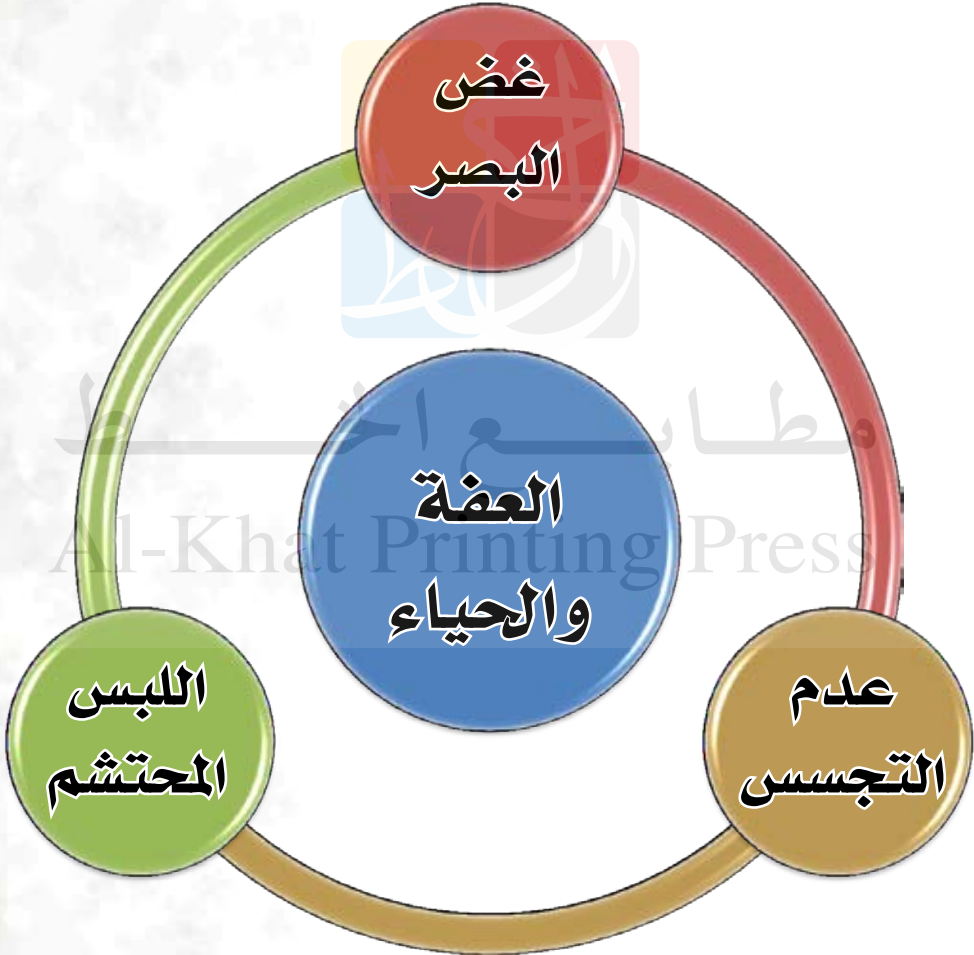 غض
البصر
مطابع الخط
العفة
Al-Khat Printing Press
والحياء
اللبس
المحتشم
عدم
التجسس